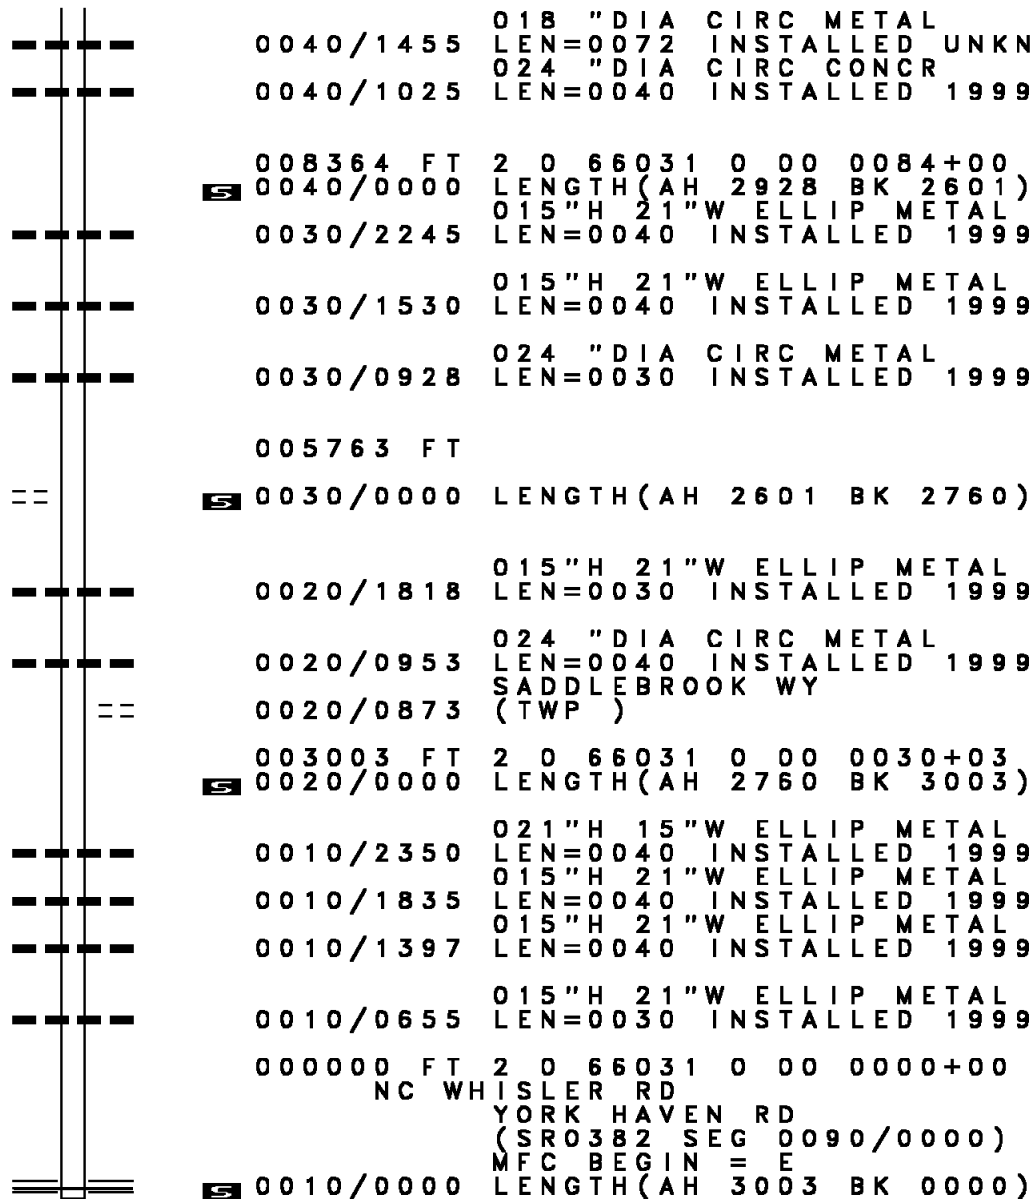 018 "DIA CIRC METAL
0040/1455 LEN=0072 INSTALLED UNKN
024 "DIA CIRC CONCR
0040/1025 LEN=0040 INSTALLED 1999
008364 FT 2 0 66031 0 00 0084+00
S 0040/0000 LENGTH(AH 2928 BK 2601)
015"H 21"W ELLIP METAL
0030/2245 LEN=0040 INSTALLED 1999
015"H 21"W ELLIP METAL
0030/1530 LEN=0040 INSTALLED 1999
024 "DIA CIRC METAL
0030/0928 LEN=0030 INSTALLED 1999
005763 FT
S 0030/0000 LENGTH(AH 2601 BK 2760)
015"H 21"W ELLIP METAL
0020/1818 LEN=0030 INSTALLED 1999
024 "DIA CIRC METAL
0020/0953 LEN=0040 INSTALLED 1999
SADDLEBROOK WY
0020/0873 (TWP )
003003 FT 2 0 66031 0 00 0030+03
S 0020/0000 LENGTH(AH 2760 BK 3003)
021"H 15"W ELLIP METAL
0010/2350 LEN=0040 INSTALLED 1999
015"H 21"W ELLIP METAL
0010/1835 LEN=0040 INSTALLED 1999
015"H 21"W ELLIP METAL
0010/1397 LEN=0040 INSTALLED 1999
015"H 21"W ELLIP METAL
0010/0655 LEN=0030 INSTALLED 1999
000000 FT 2 0 66031 0 00 0000+00
NC WHISLER RD
YORK HAVEN RD
(SR0382 SEG 0090/0000)
MFC BEGIN = E
S 0010/0000 LENGTH(AH 3003 BK 0000)